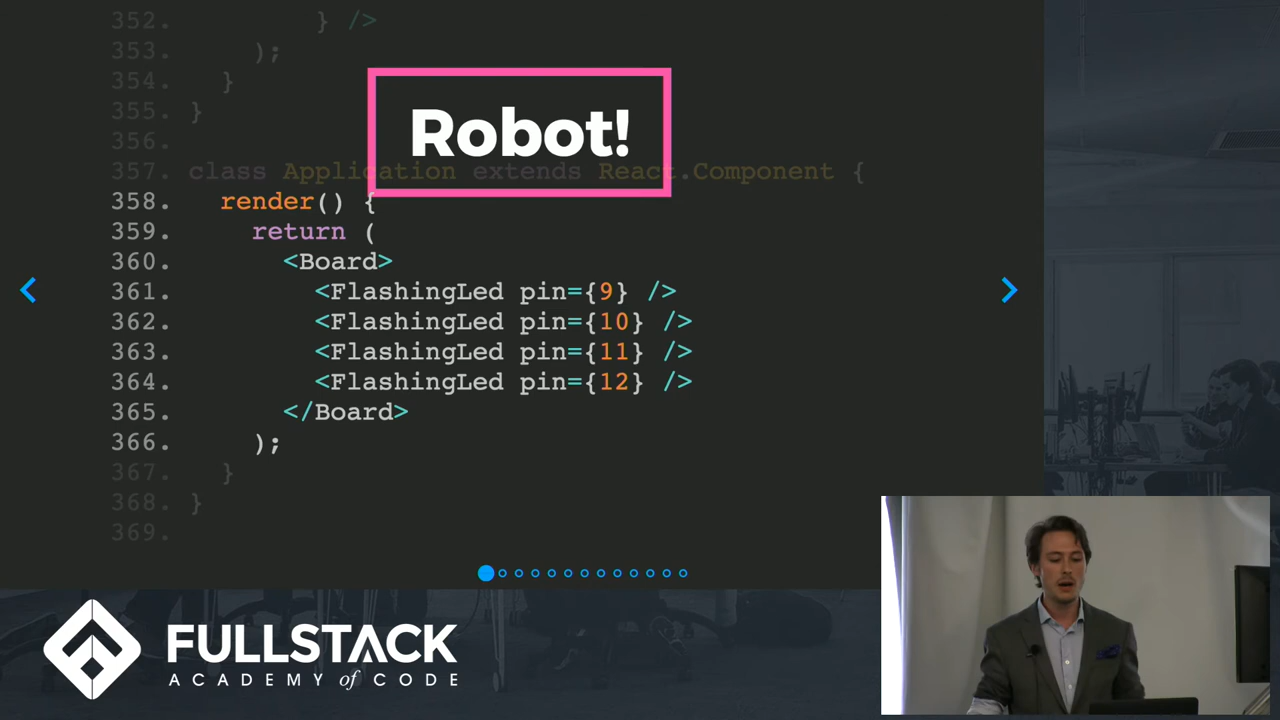 352.         } />
353.     );
354.   }
355. }
Robot!
356.
357. class Application extends React.Component {
358.   render() {
359.     return (
360.       <Board>
361.         <FlashingLed pin={9} />
362.         <FlashingLed pin={10} />
363.         <FlashingLed pin={11} />
364.         <FlashingLed pin={12} />
365.       </Board>
366.     );
367.   }
368. }
369.
FULLSTACK
ACADEMY of CODE